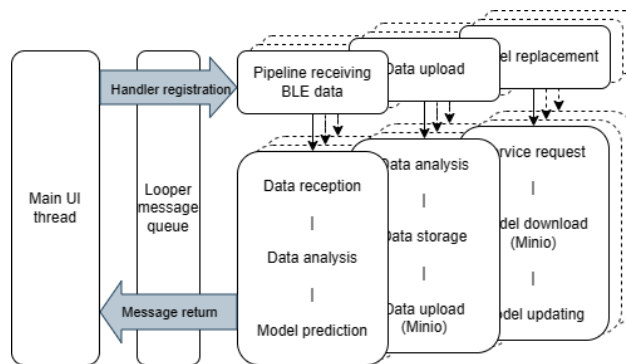 Handler registration
Pipeline receiving
BLE data
Data upload
el replacement
Main UI
thread
Looper
message
queue
Data reception
|
Data analysis
|
Model prediction
Data analysis
|
Data storage
|
Data upload
(Minio)
rvice request
|
del download
(Minio)
|
odel updating
Message return